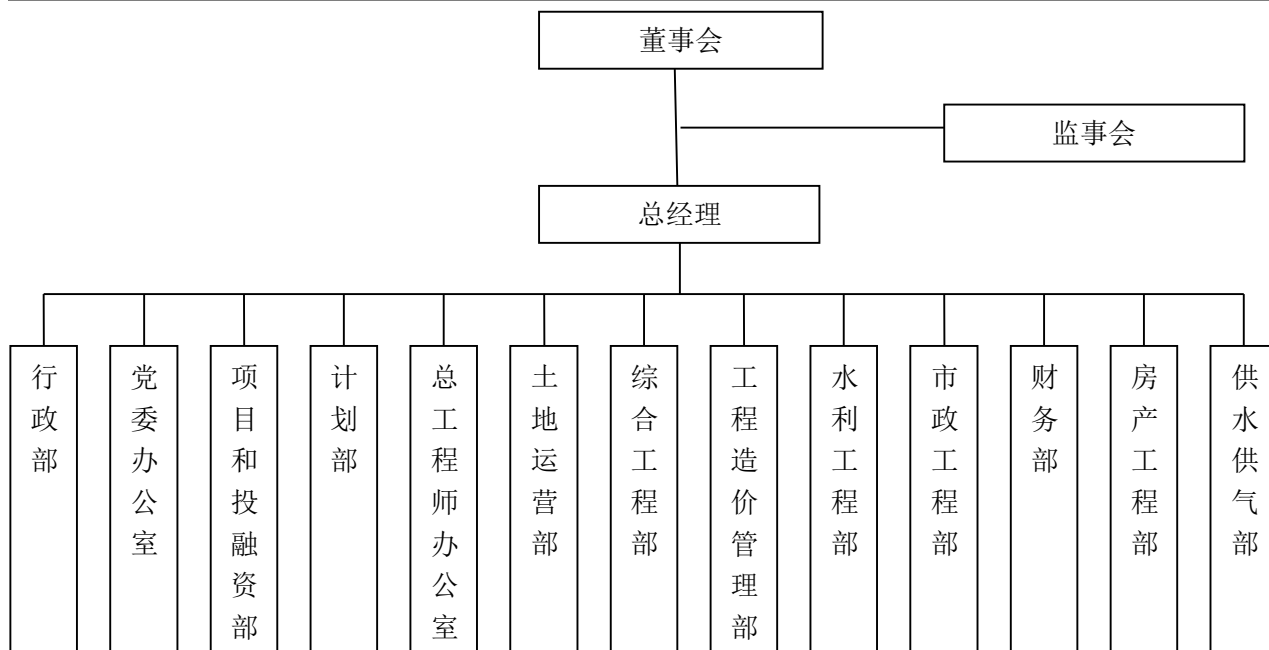 董事会
监事会
总经理
行政部
党委办公室
项目和投融资部
计划部
总工程师办公室
土地运营部
综合工程部
工程造价管理部
水利工程部
市政工程部
财务部
房产工程部
供水供气部